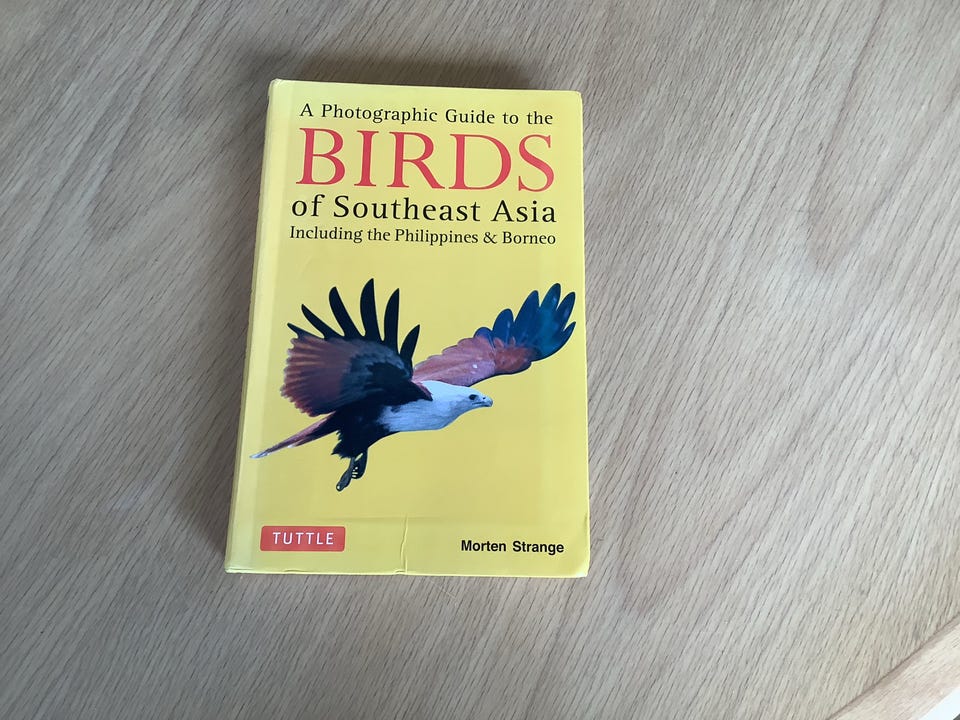 A Photographic Guide to the
BIRDS
of Southeast Asia
Including the Philippines & Borneo
TUTTLE
Morten Strange